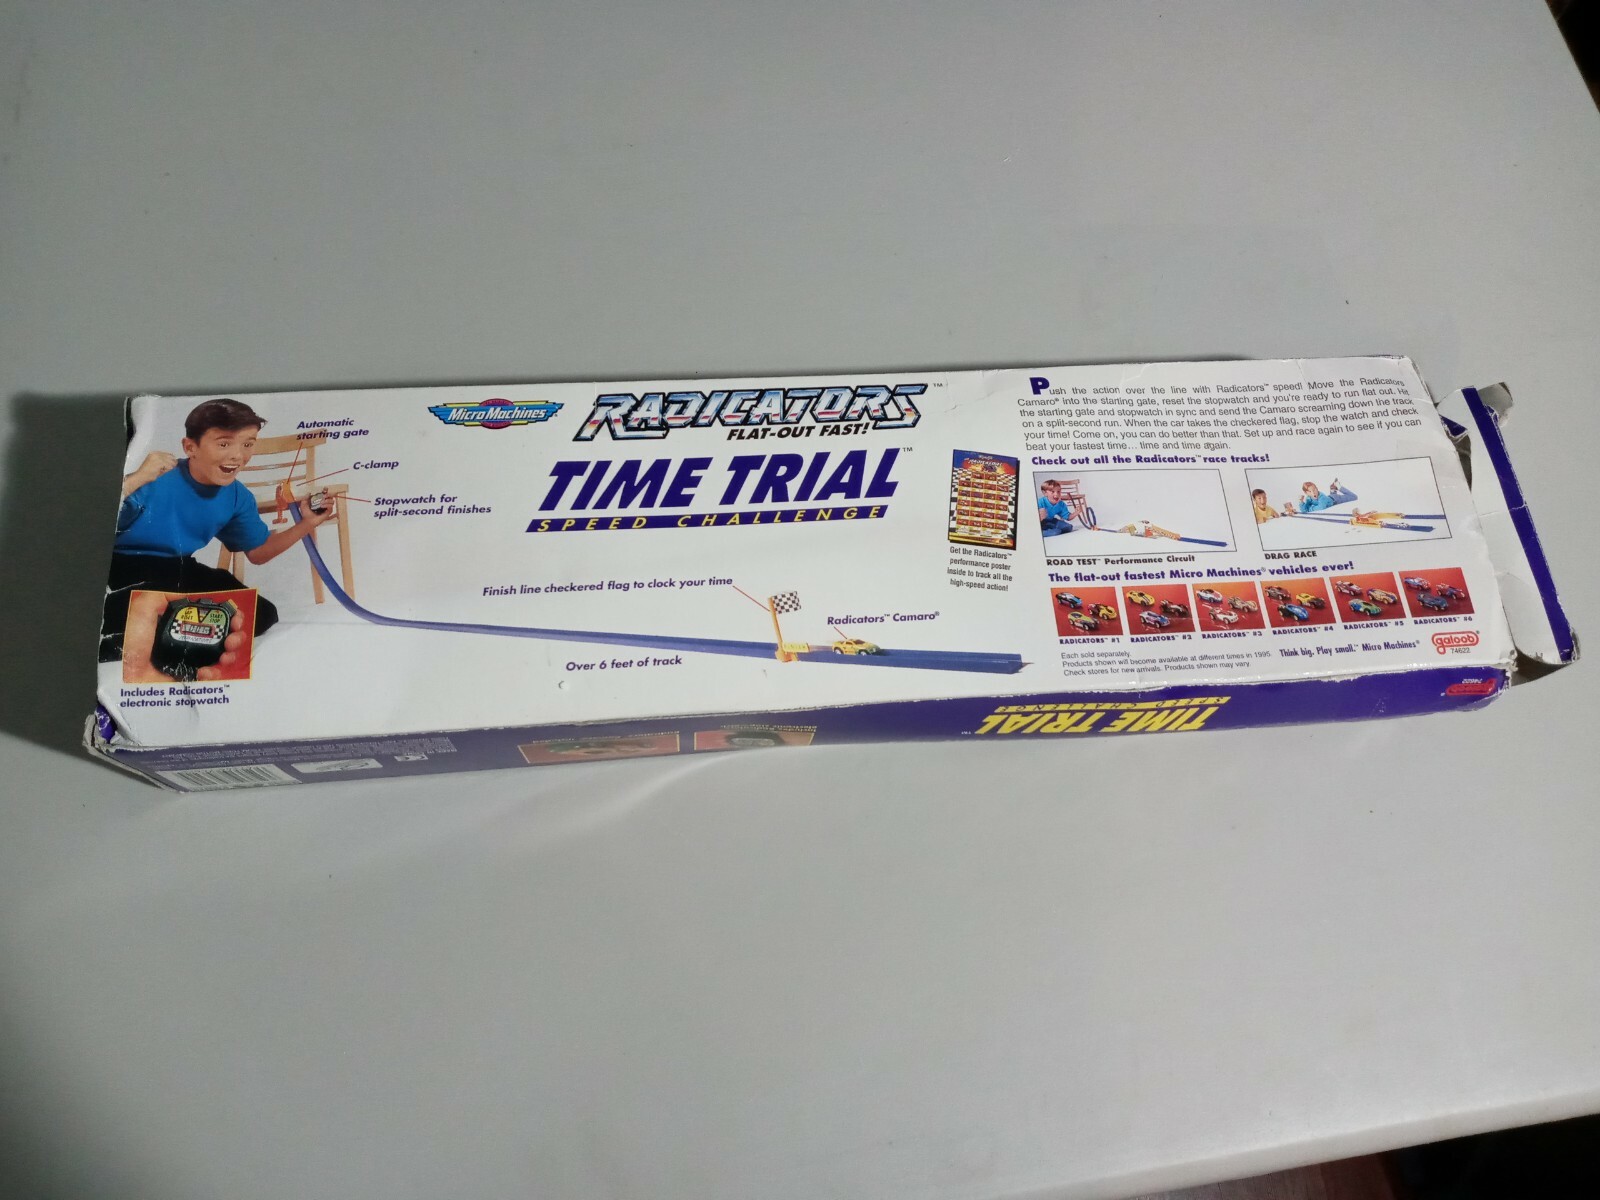 Automatic
starting gate
C-clamp
Stopwatch for
split-second finishes
Includes Radicators™
electronic stopwatch
Micro Machines
RADICATORS™
FLAT-OUT FAST!
TIME TRIAL™
SPEED CHALLENGE
Finish line checkered flag to clock your time
Radicators™ Camaro®
Over 6 feet of track
Get the Radicators™
performance poster
inside to track all the
high-speed action!
Push the action over the line with Radicators™ speed! Move the Radicators
Camaro® into the starting gate, reset the stopwatch and you're ready to run flat out. Hit
the starting gate and stopwatch in sync and send the Camaro screaming down the track
on a split-second run. When the car takes the checkered flag, stop the watch and check
your time! Come on, you can do better than that. Set up and race again to see if you can
beat your fastest time... time and time again.
Check out all the Radicators™ race tracks!
ROAD TEST™ Performance Circuit
DRAG RACE
The flat-out fastest Micro Machines® vehicles ever!
RADICATORS™ #1
RADICATORS™ #2
RADICATORS™ #3
RADICATORS™ #4
RADICATORS™ #5
RADICATORS™ #6
Each sold separately.
Products shown will become available at different times in 1995.
Check stores for new arrivals. Products shown may vary.
Think big. Play small.™ Micro Machines®
galoob®
74622
TIME TRIAL™
SPEED CHALLENGE
galoob®
74622